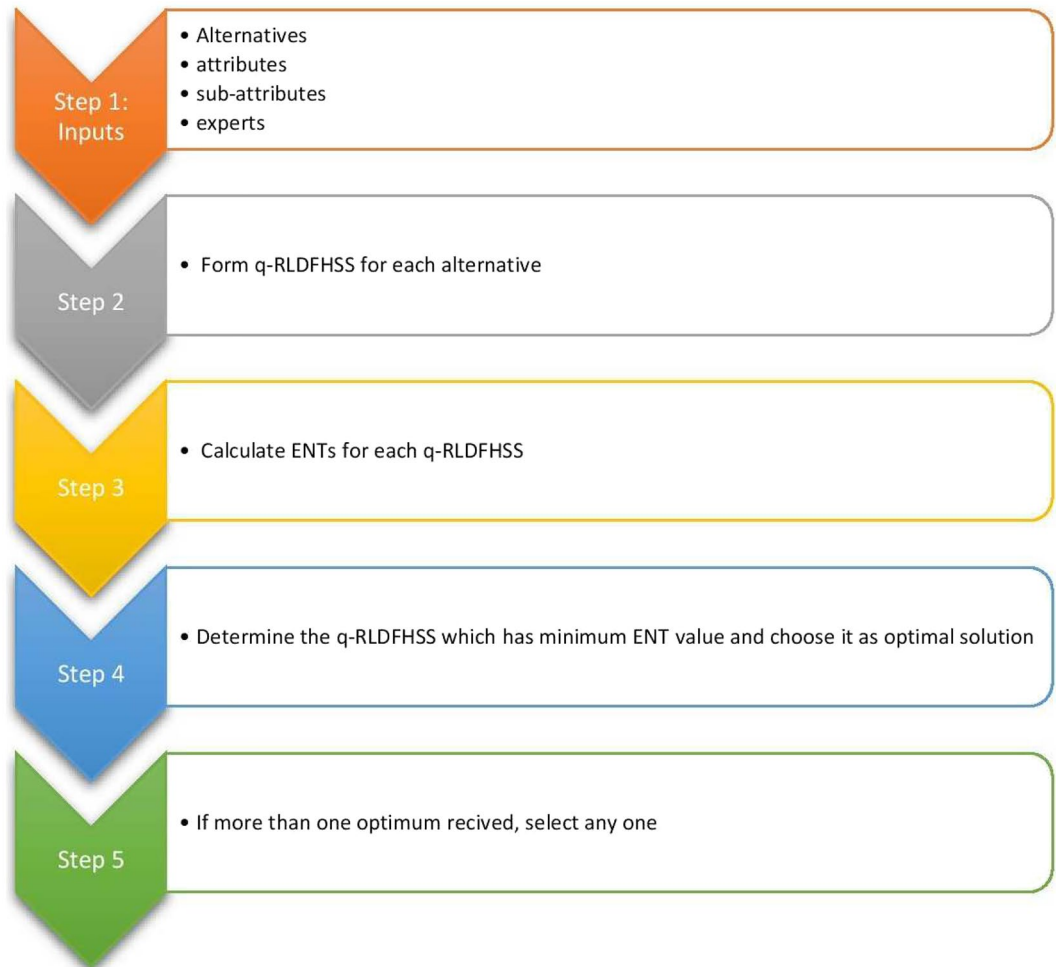 Step 1:
Inputs
• Alternatives
• attributes
• sub-attributes
• experts
Step 2
• Form q-RLDFHSS for each alternative
Step 3
• Calculate ENTs for each q-RLDFHSS
Step 4
• Determine the q-RLDFHSS which has minimum ENT value and choose it as optimal solution
Step 5
• If more than one optimum recived, select any one